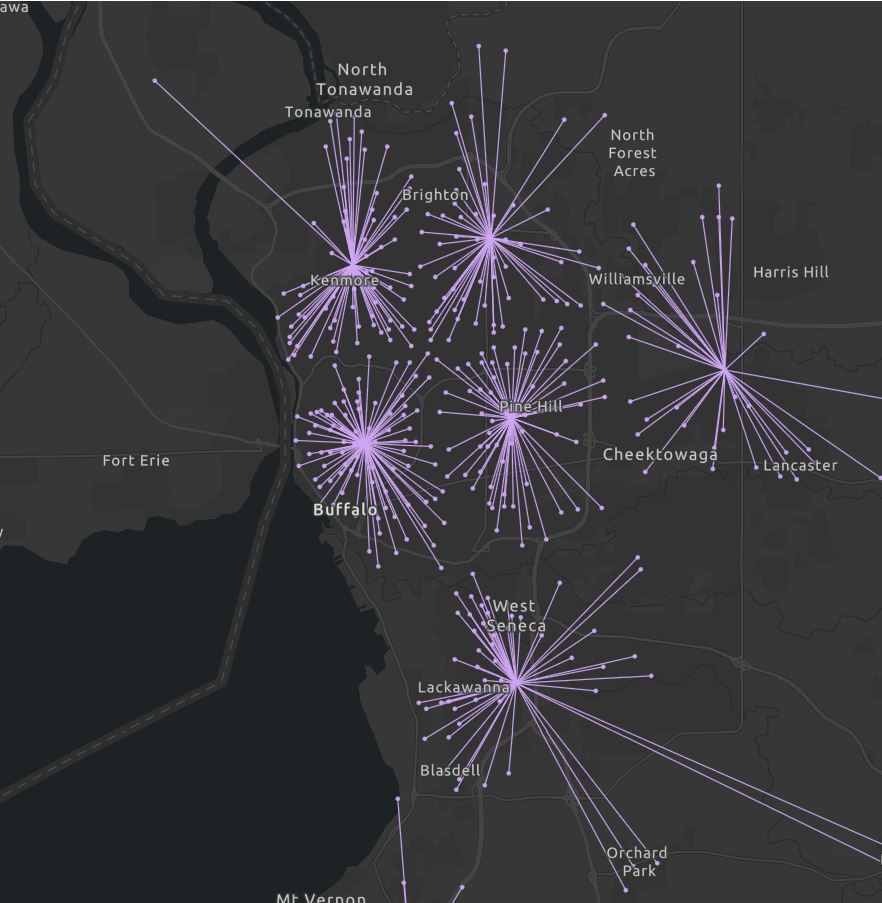 awa
North
Tonawanda
Tonawanda
North
Forest
Acres
Brighton
Kenmore
Williamsville
Harris Hill
Pine Hill
Fort Erie
Cheektowaga
Lancaster
Buffalo
y
West
Seneca
Lackawanna
Blasdell
Orchard
Park
Mt Vernon